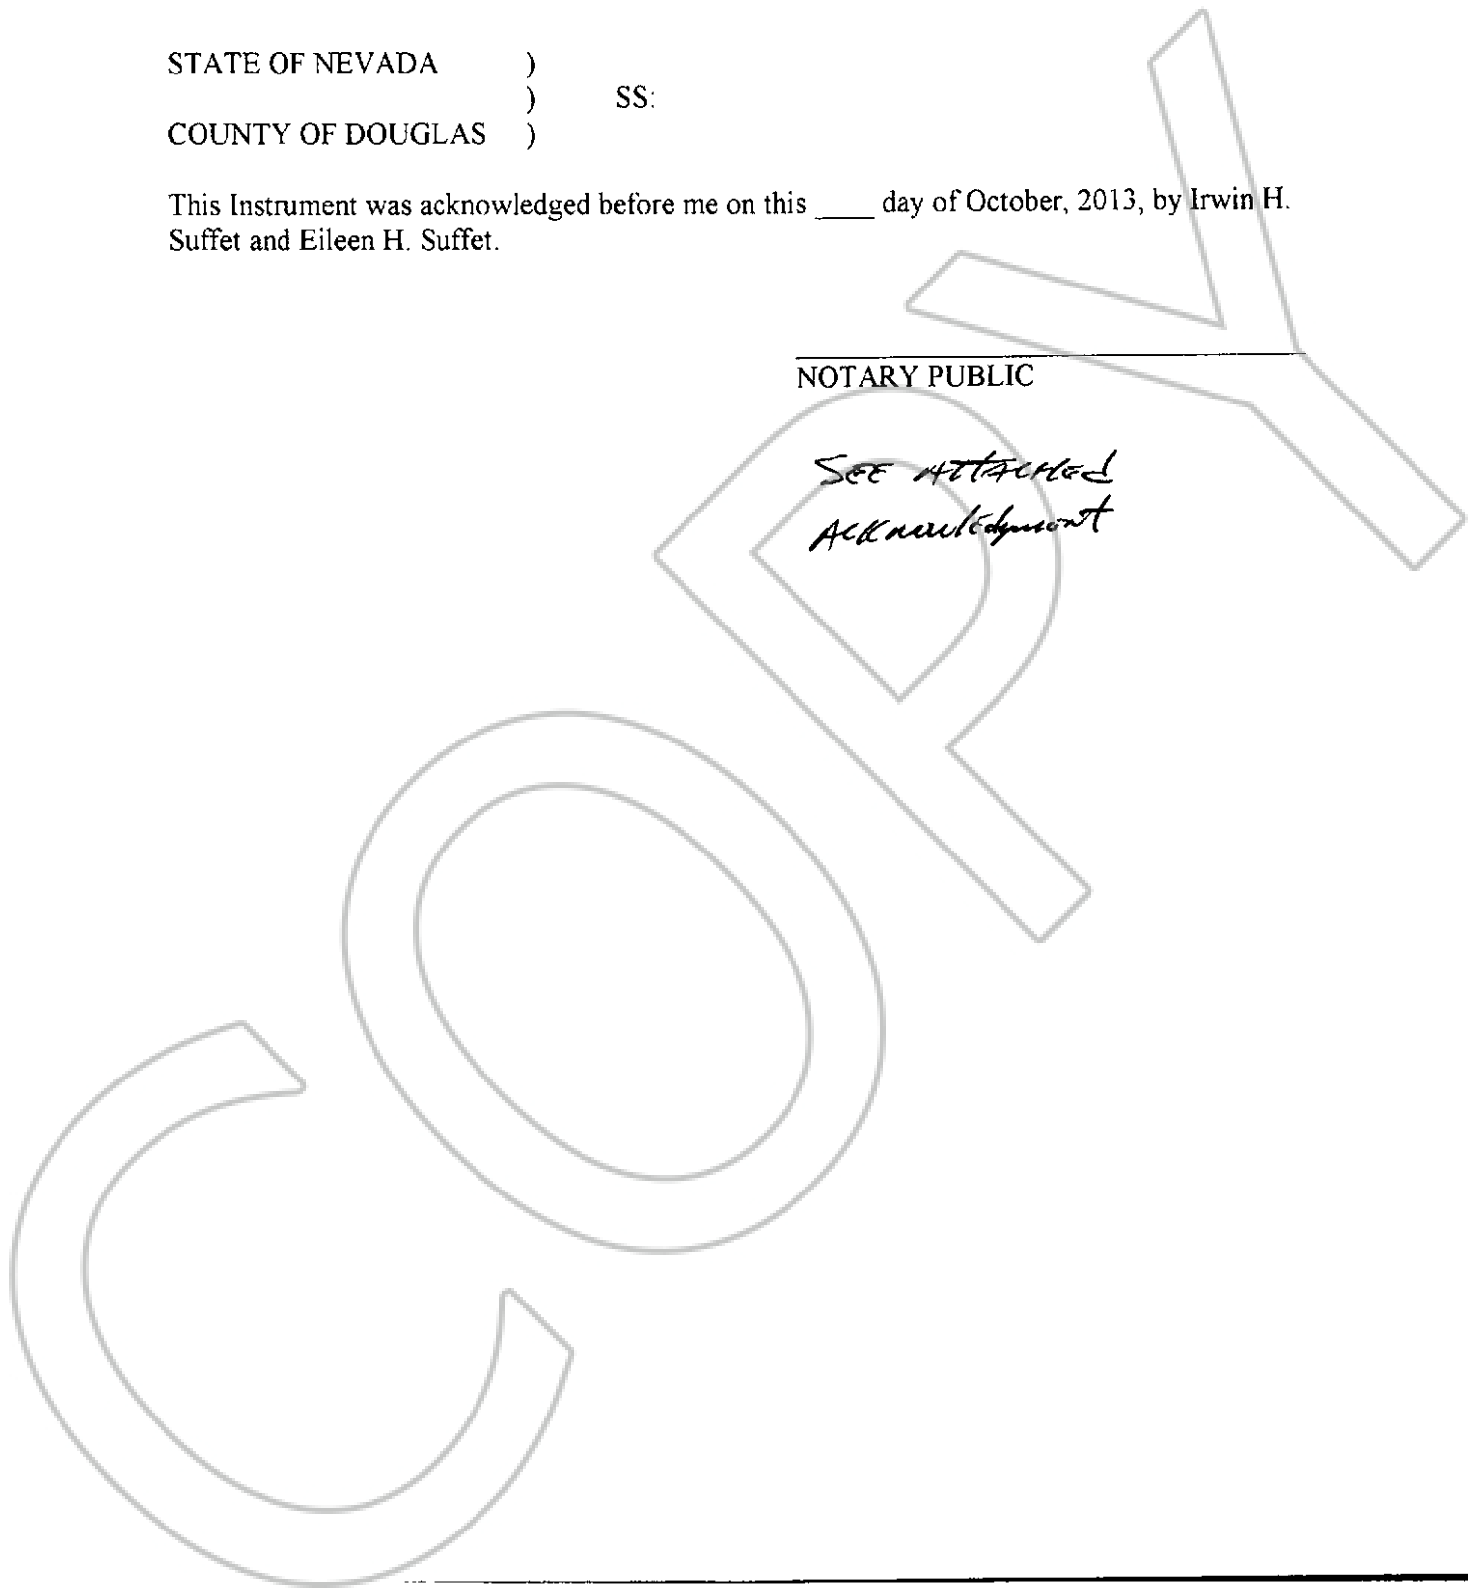 STATE OF NEVADA )
) SS:
COUNTY OF DOUGLAS )
This Instrument was acknowledged before me on this ____ day of October, 2013, by Irwin H.
Suffet and Eileen H. Suffet.
NOTARY PUBLIC
SEE ATTACHEd
ACKnowlEdgmont
COPY